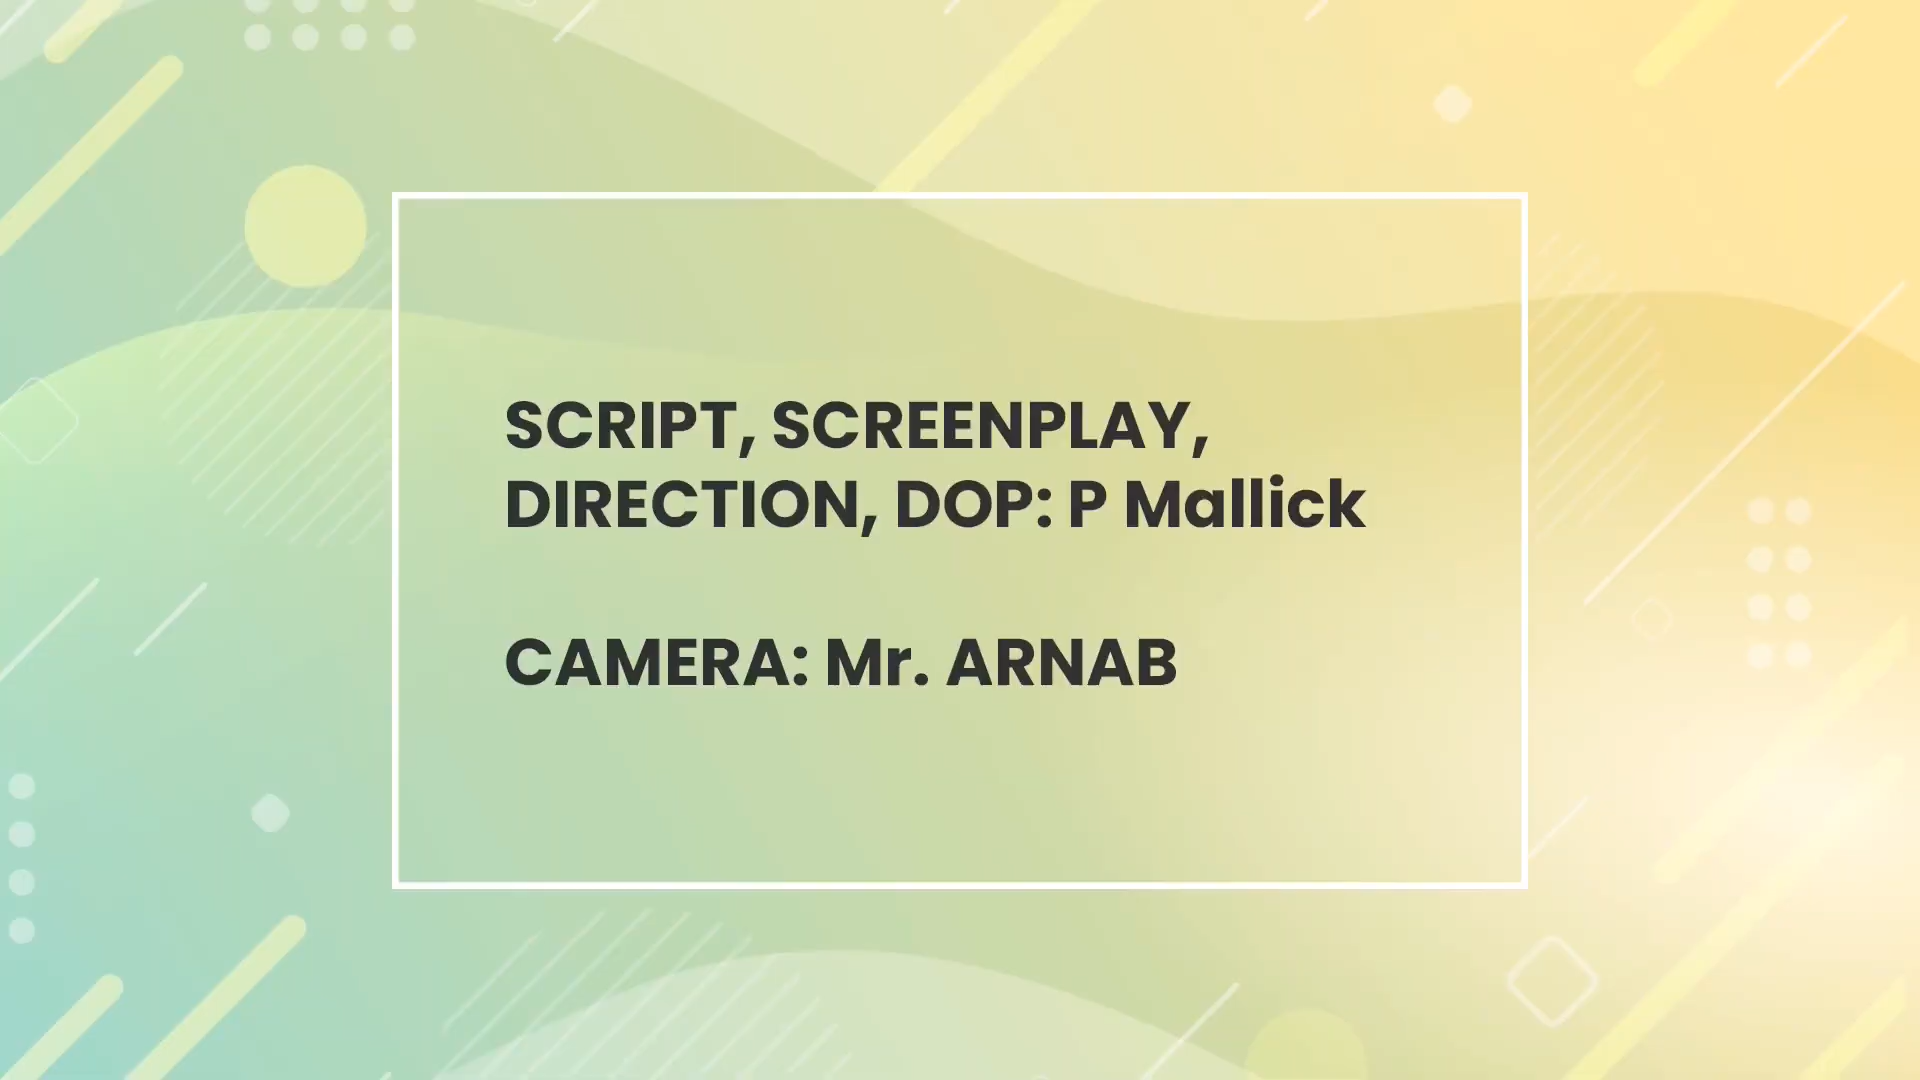 SCRIPT, SCREENPLAY,
DIRECTION, DOP: P Mallick
CAMERA: Mr. ARNAB